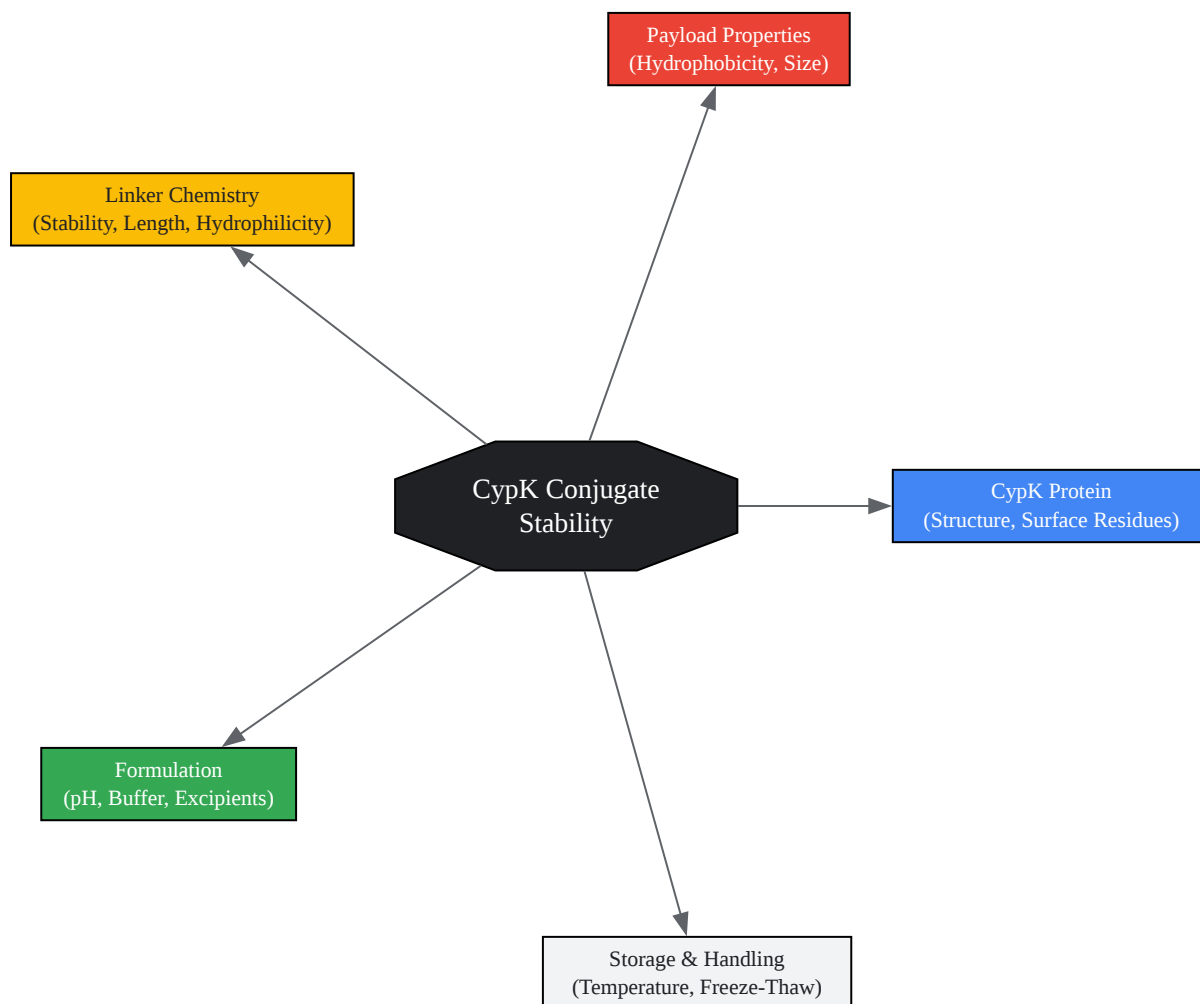 Payload Properties
(Hydrophobicity, Size)
Linker Chemistry
(Stability, Length, Hydrophilicity)
CypK Conjugate
Stability
CypK Protein
(Structure, Surface Residues)
Formulation
(pH, Buffer, Excipients)
Storage & Handling
(Temperature, Freeze-Thaw)